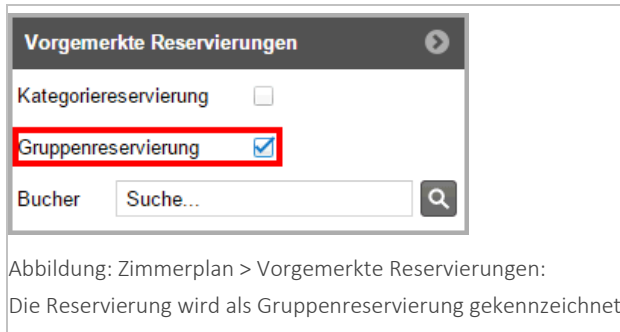 Vorgemerkte Reservierungen
Kategoriereservierung
Gruppenreservierung
Bucher Suche...
Abbildung: Zimmerplan > Vorgemerkte Reservierungen:
Die Reservierung wird als Gruppenreservierung gekennzeichnet